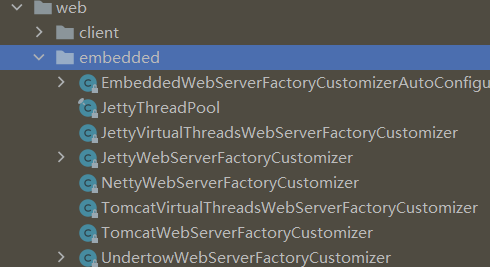 web
client
embedded
EmbeddedWebServerFactoryCustomizerAutoConfigu
JettyThreadPool
JettyVirtualThreadsWebServerFactoryCustomizer
JettyWebServerFactoryCustomizer
NettyWebServerFactoryCustomizer
TomcatVirtualThreadsWebServerFactoryCustomizer
TomcatWebServerFactoryCustomizer
UndertowWebServerFactoryCustomizer